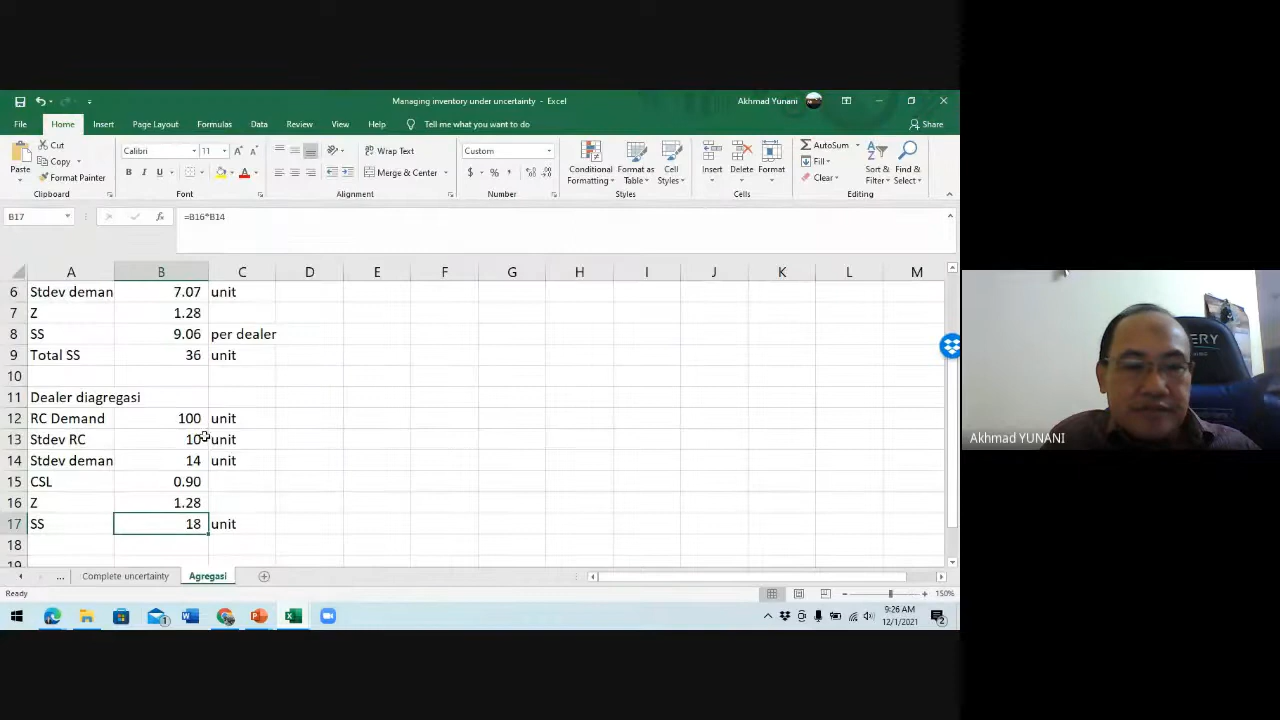 Managing inventory under uncertainty - Excel
Akhmad Yunani
File Home Insert Page Layout Formulas Data Review View Help Tell me what you want to do Share
Paste
Cut
Copy
Format Painter
Clipboard
Calibri 11
B I U
Font
Wrap Text
Merge & Center
Alignment
Custom
$ % ,
Number
Conditional Formatting
Format as Table
Cell Styles
Styles
Insert Delete Format
Cells
AutoSum
Fill
Clear
Sort & Filter
Find & Select
Editing
B17 fx =B16*B14
A B C D E F G H I J K L M
6 Stdev deman 7.07 unit
7 Z 1.28
8 SS 9.06 per dealer
9 Total SS 36 unit
10
11 Dealer diagregasi
12 RC Demand 100 unit
13 Stdev RC 10 unit
14 Stdev deman 14 unit
15 CSL 0.90
16 Z 1.28
17 SS 18 unit
18
19
... Complete uncertainty Agregasi
Ready 150%
9:26 AM
12/1/2021
Akhmad YUNANI